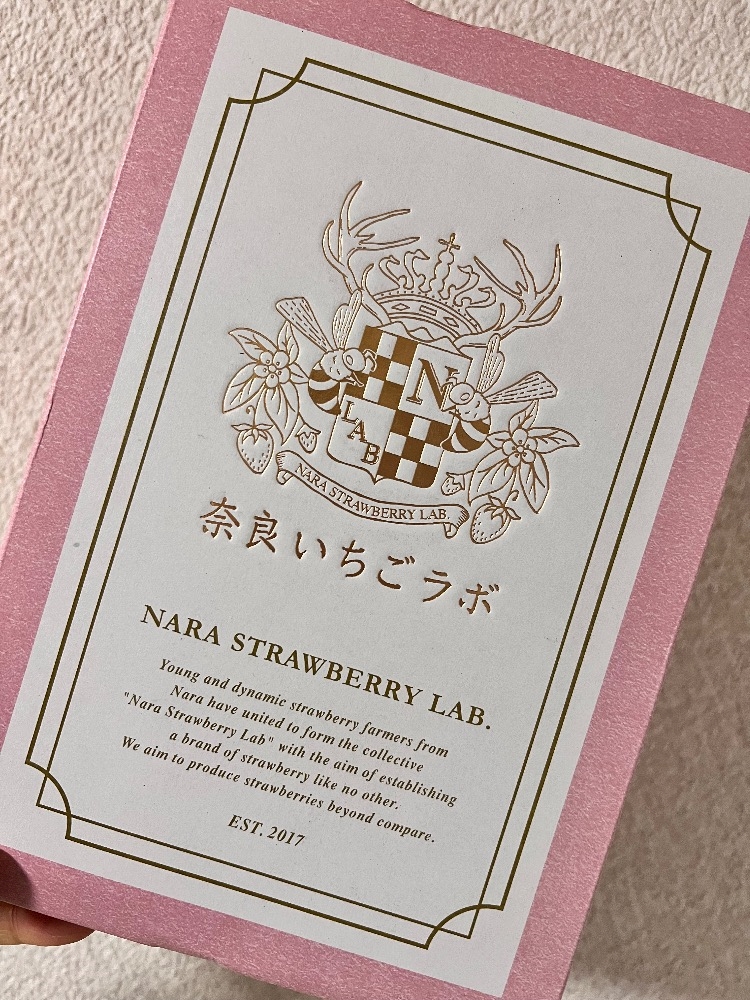 N
LAB
NARA STRAWBERRY LAB.
奈良いちごラボ
NARA STRAWBERRY LAB.
Young and dynamic strawberry farmers from
Nara have united to form the collective
"Nara Strawberry Lab" with the aim of establishing
a brand of strawberry like no other.
We aim to produce strawberries beyond compare.
EST. 2017